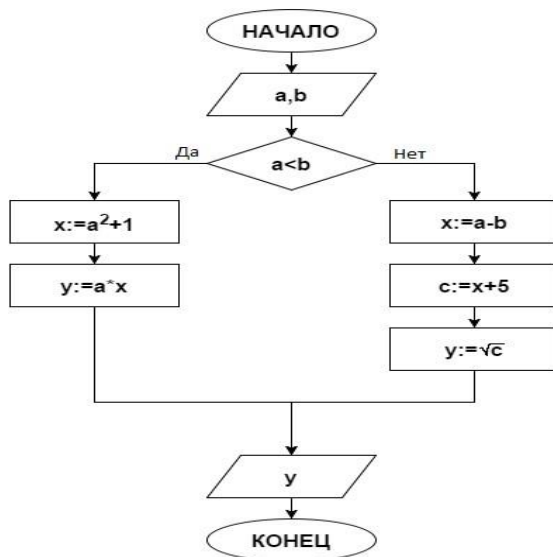 НАЧАЛО
a,b
a<b
Да
Нет
x:=a²+1
y:=a*x
x:=a-b
c:=x+5
y:=√c
y
КОНЕЦ